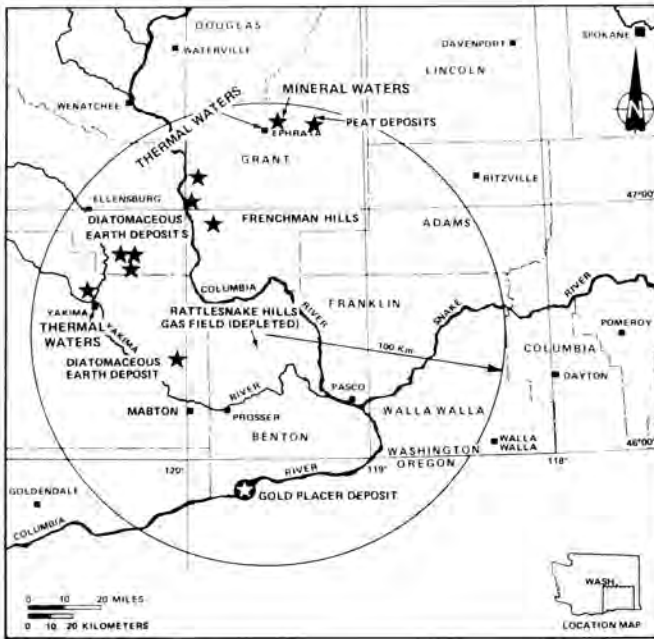 DOUGLAS
WATERVILLE
DAVENPORT
SPOKANE
LINCOLN
N
WENATCHEE
THERMAL WATERS
MINERAL WATERS
PEAT DEPOSITS
EPHRATA
GRANT
RITZVILLE
47°00'
ELLENSBURG
DIATOMACEOUS
EARTH DEPOSITS
FRENCHMAN HILLS
ADAMS
COLUMBIA
RIVER
YAKIMA
THERMAL
WATERS
YAKIMA
RIVER
RATTLESNAKE HILLS
GAS FIELD (DEPLETED)
FRANKLIN
SNAKE
RIVER
POMEROY
COLUMBIA
100 Km
DIATOMACEOUS
EARTH DEPOSIT
DAYTON
PASCO
MABTON
PROSSER
WALLA WALLA
BENTON
WALLA
WALLA
46°00'
WASHINGTON
OREGON
120°
119°
118°
RIVER
GOLDENDALE
GOLD PLACER DEPOSIT
COLUMBIA
0 10 20 MILES
0 10 20 KILOMETERS
WASH.
LOCATION MAP